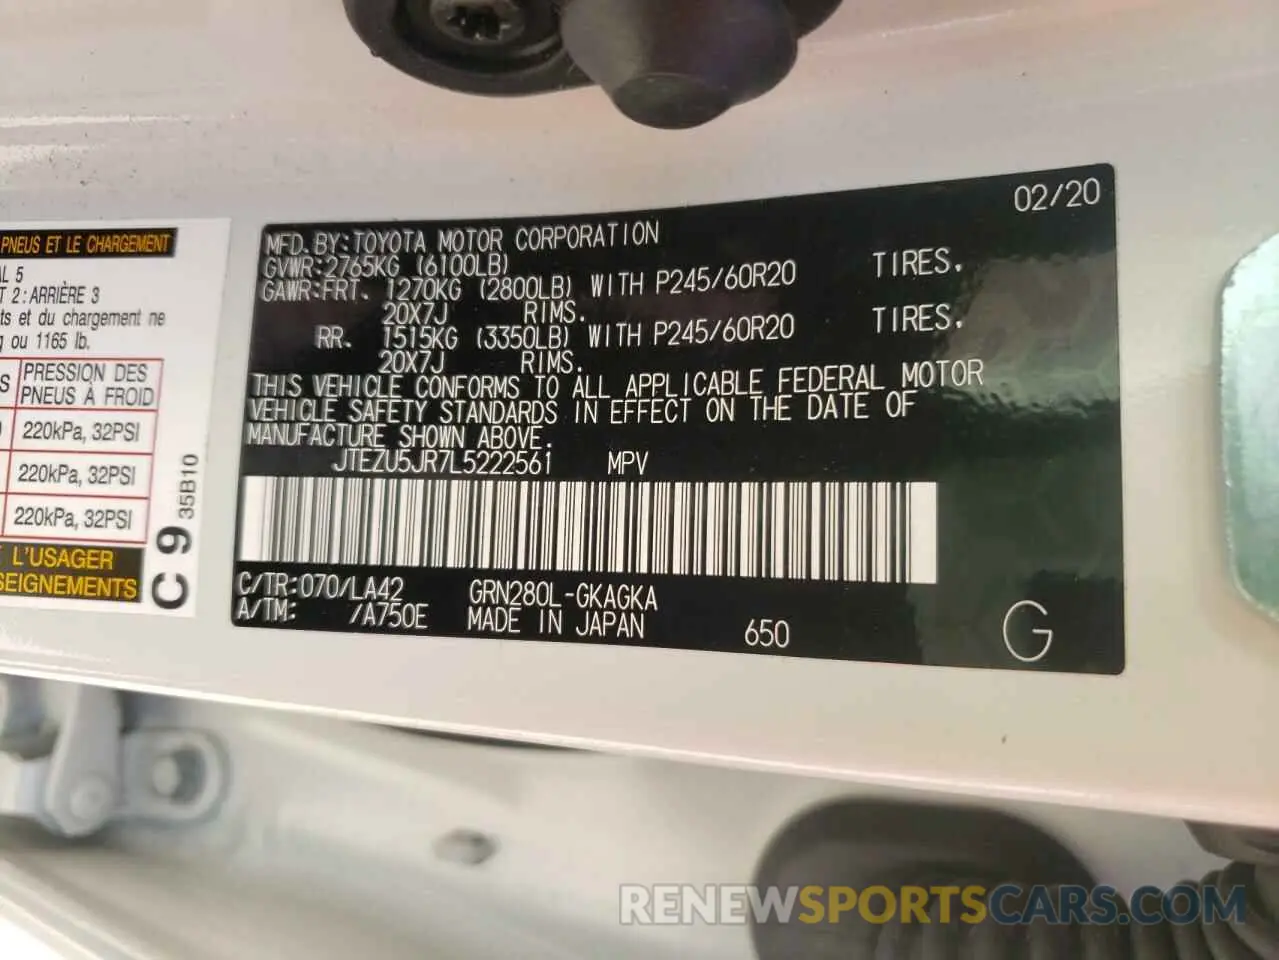 PNEUS ET LE CHARGEMENT
AL 5
T 2 : ARRIÈRE 3
ts et du chargement ne
g ou 1165 lb.
S PRESSION DES
PNEUS À FROID
220kPa, 32PSI
220kPa, 32PSI
220kPa, 32PSI
L'USAGER
SEIGNEMENTS
C 9
35B10
02/20
MFD. BY: TOYOTA MOTOR CORPORATION
GVWR: 2765KG (6100LB)
GAWR: FRT. 1270KG (2800LB) WITH P245/60R20 TIRES.
20X7J RIMS.
RR. 1515KG (3350LB) WITH P245/60R20 TIRES.
20X7J RIMS.
THIS VEHICLE CONFORMS TO ALL APPLICABLE FEDERAL MOTOR
VEHICLE SAFETY STANDARDS IN EFFECT ON THE DATE OF
MANUFACTURE SHOWN ABOVE.
JTEZU5JR7L5222561 MPV
C/TR: 070/LA42 GRN280L-GKAGKA
A/TM: /A750E MADE IN JAPAN 650
G
RENEWSPORTSCARS.COM